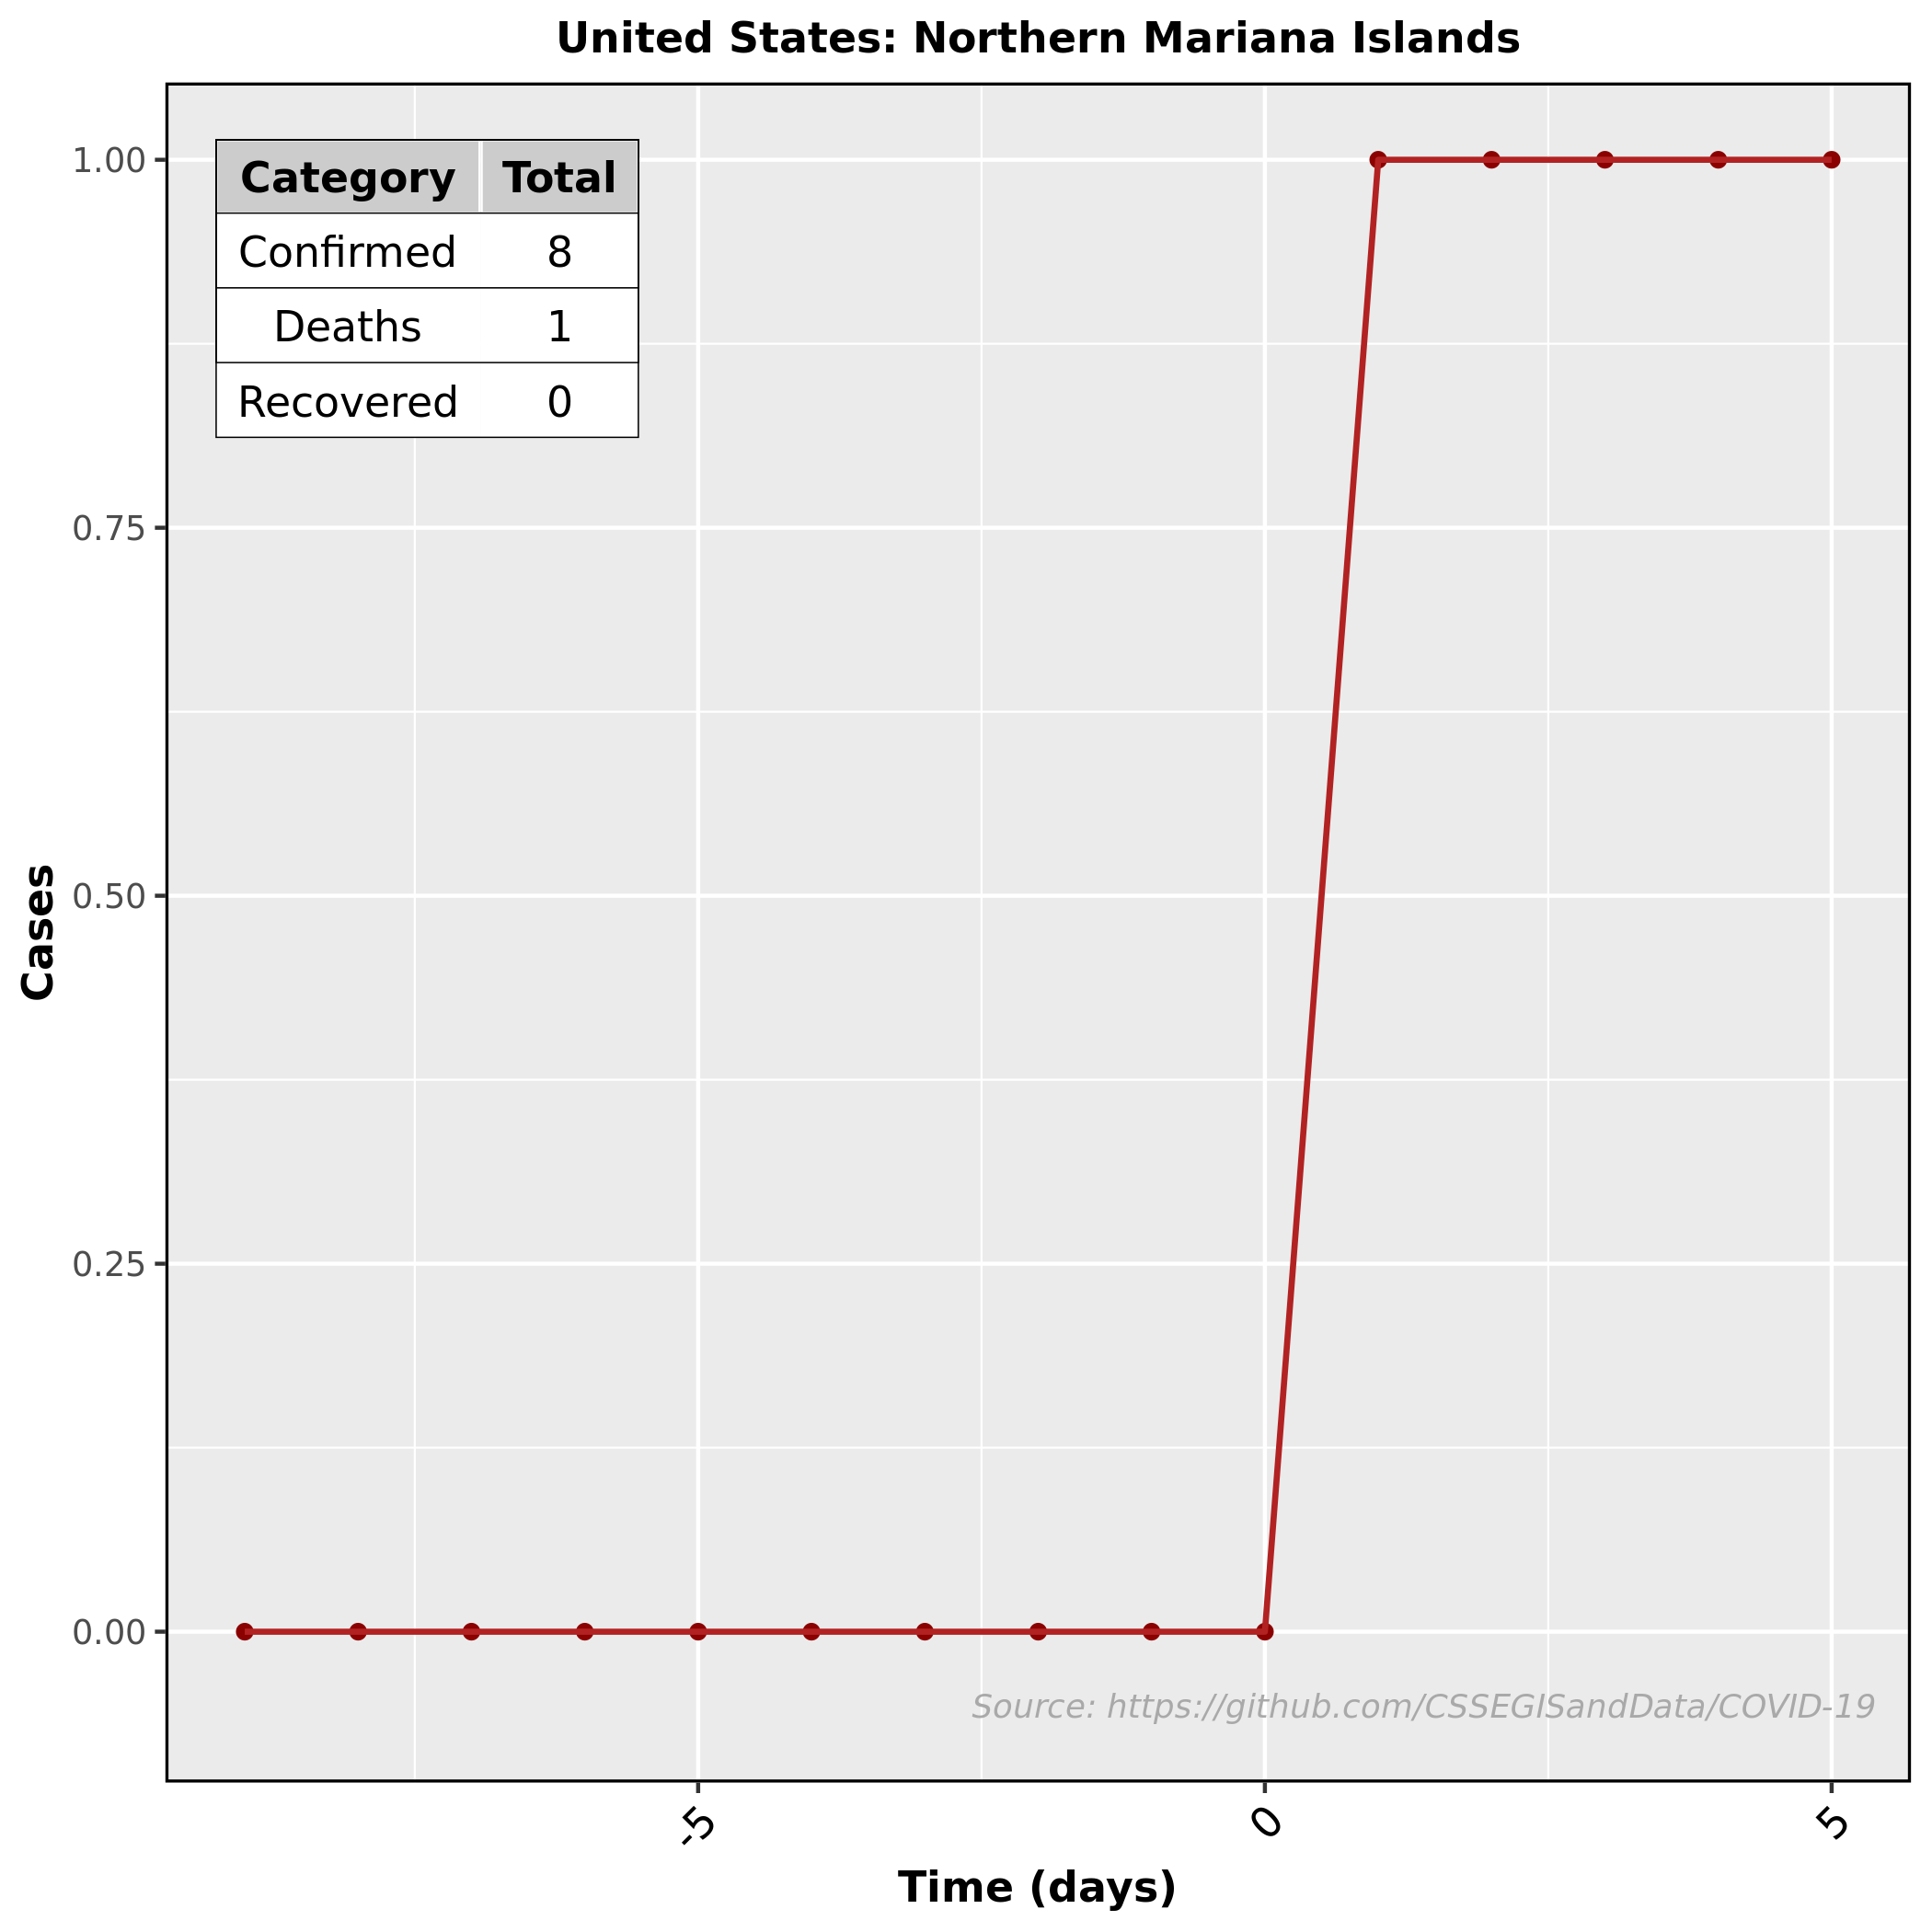 United States: Northern Mariana Islands
Category Total
Confirmed 8
Deaths 1
Recovered 0
1.00
0.75
0.50
0.25
0.00
Cases
Source: https://github.com/CSSEGISandData/COVID-19
-5 0 5
Time (days)